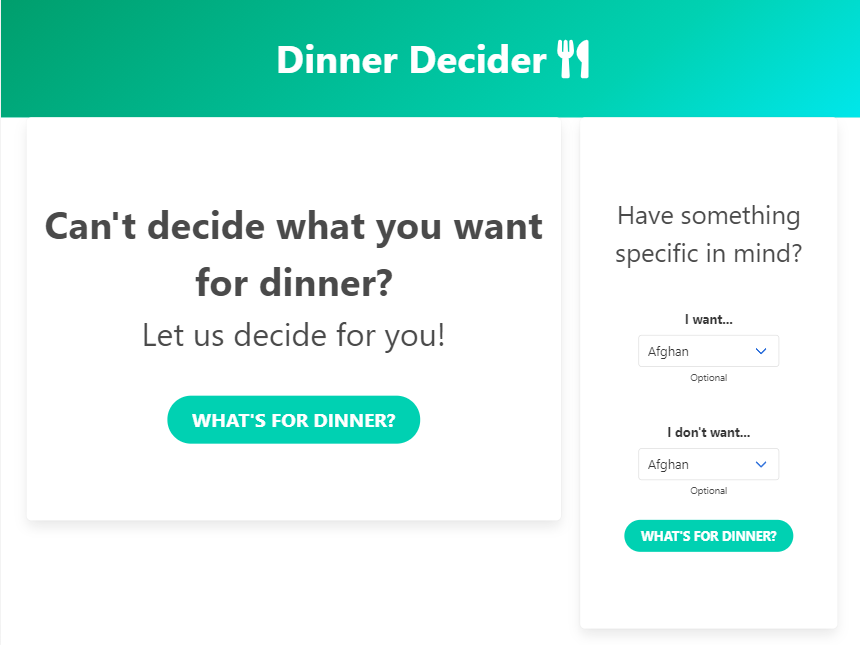 Dinner Decider
Can't decide what you want
for dinner?
Let us decide for you!
WHAT'S FOR DINNER?
Have something
specific in mind?
I want...
Afghan
Optional
I don't want...
Afghan
Optional
WHAT'S FOR DINNER?